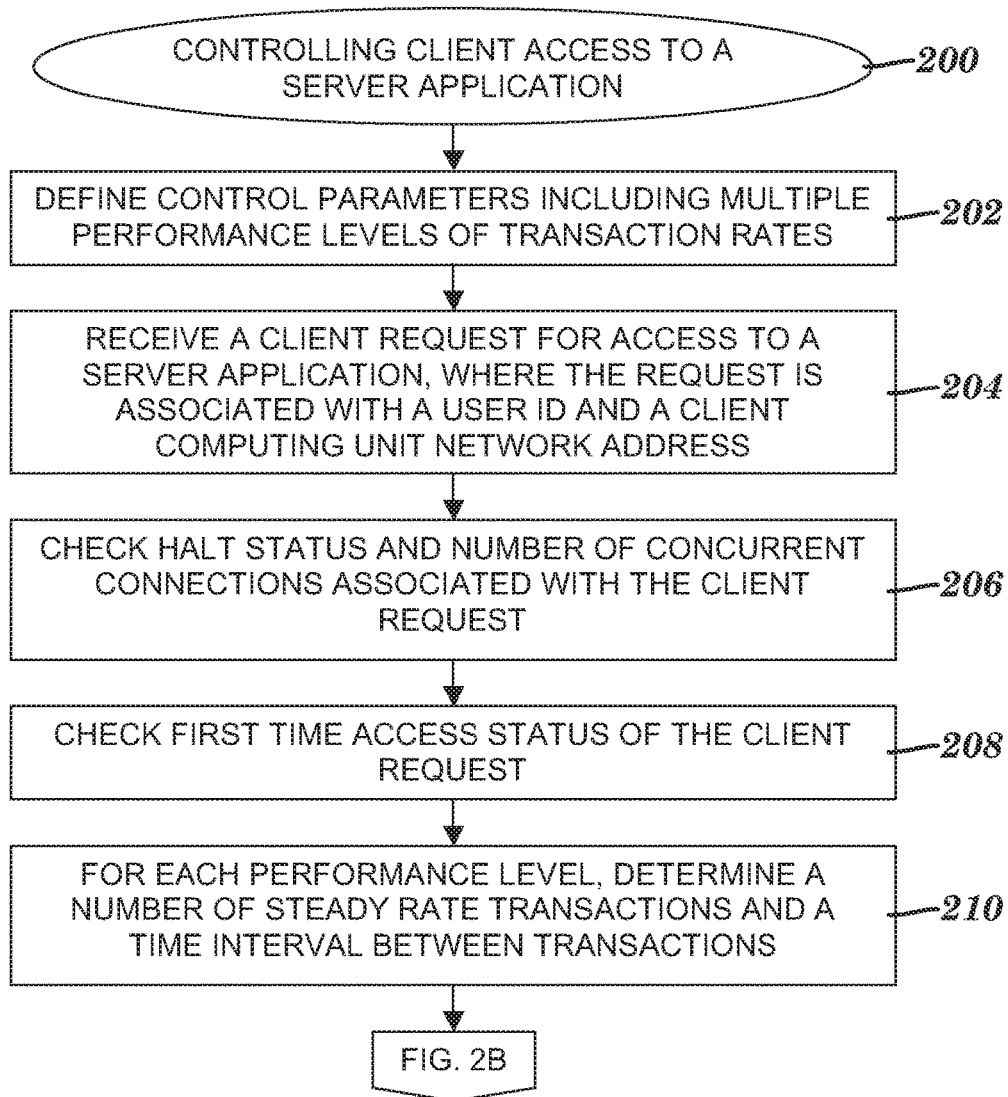 CONTROLLING CLIENT ACCESS TO A
SERVER APPLICATION
200
DEFINE CONTROL PARAMETERS INCLUDING MULTIPLE
PERFORMANCE LEVELS OF TRANSACTION RATES
202
RECEIVE A CLIENT REQUEST FOR ACCESS TO A
SERVER APPLICATION, WHERE THE REQUEST IS
ASSOCIATED WITH A USER ID AND A CLIENT
COMPUTING UNIT NETWORK ADDRESS
204
CHECK HALT STATUS AND NUMBER OF CONCURRENT
CONNECTIONS ASSOCIATED WITH THE CLIENT
REQUEST
206
CHECK FIRST TIME ACCESS STATUS OF THE CLIENT
REQUEST
208
FOR EACH PERFORMANCE LEVEL, DETERMINE A
NUMBER OF STEADY RATE TRANSACTIONS AND A
TIME INTERVAL BETWEEN TRANSACTIONS
210
FIG. 2B